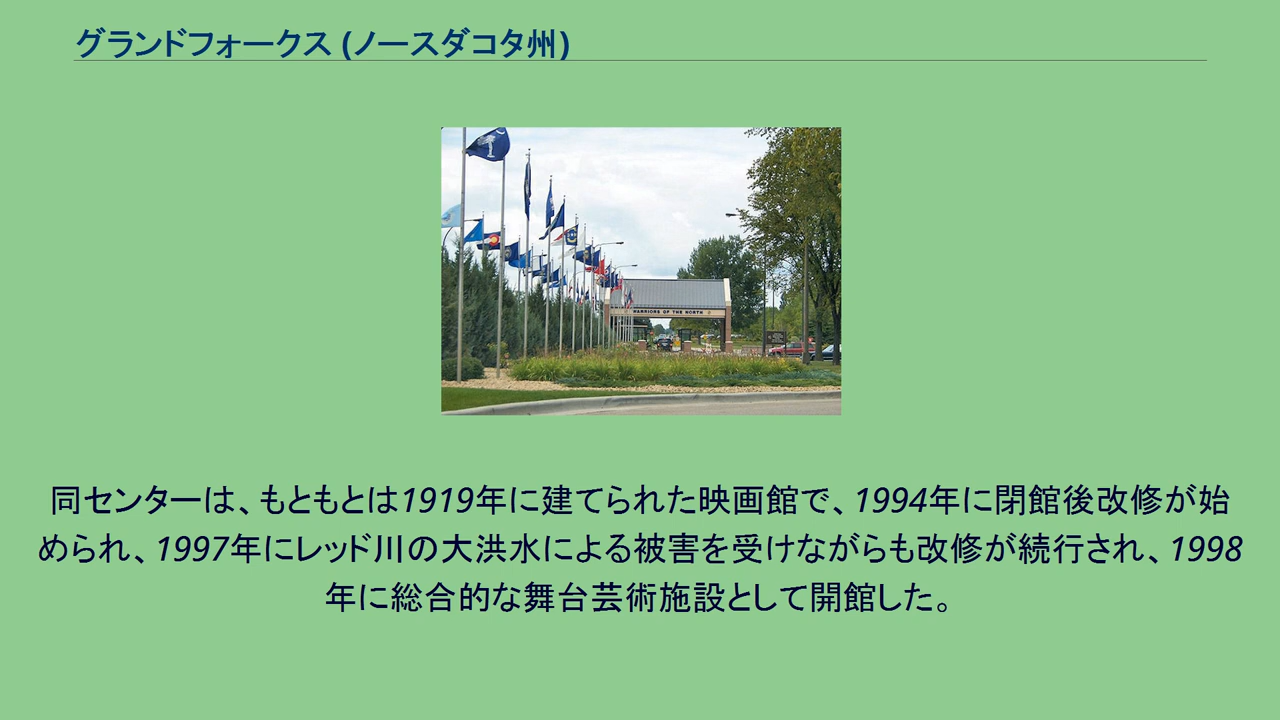 グランドフォークス (ノースダコタ州)
WARRIORS OF THE NORTH
同センターは、もともとは1919年に建てられた映画館で、1994年に閉館後改修が始
められ、1997年にレッド川の大洪水による被害を受けながらも改修が続行され、1998
年に総合的な舞台芸術施設として開館した。